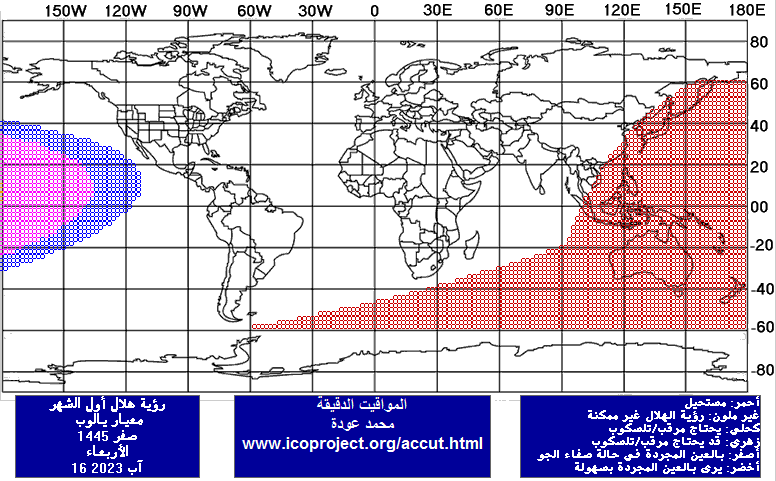 150W 120W 90W 60W 30W 0 30E 60E 90E 120E 150E 180E
80
60
40
20
00
-20
-40
-60
-80
رؤية هلال أول الشهر
معيار يالوب
صفر 1445
الأربعاء
16 آب 2023
المواقيت الدقيقة
محمد عودة
www.icoproject.org/accut.html
أحمر: مستحيل
غير ملون: رؤية الهلال غير ممكنة
كحلي: يحتاج مرقب/تلسكوب
زهري: قد يحتاج مرقب/تلسكوب
أصفر: بالعين المجردة في حالة صفاء الجو
أخضر: يرى بالعين المجردة بسهولة